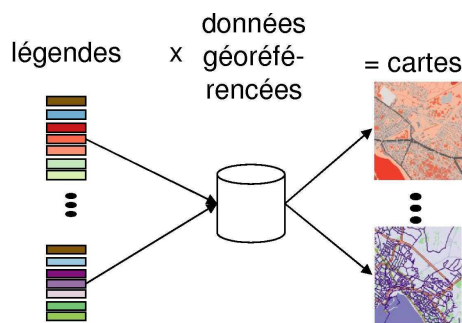 légendes x données
géoréfé-
rencées = cartes